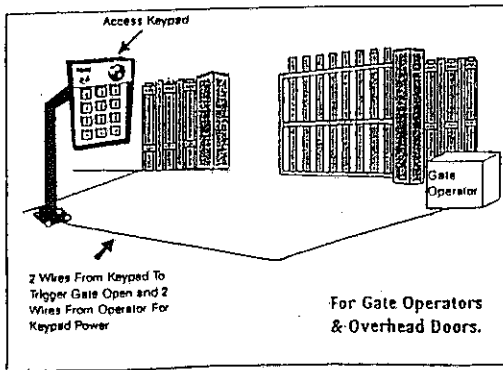 Access Keypad
Gate
Operator
2 Wires From Keypad To
Trigger Gate Open and 2
Wires From Operator For
Keypad Power
For Gate Operators
& Overhead Doors.